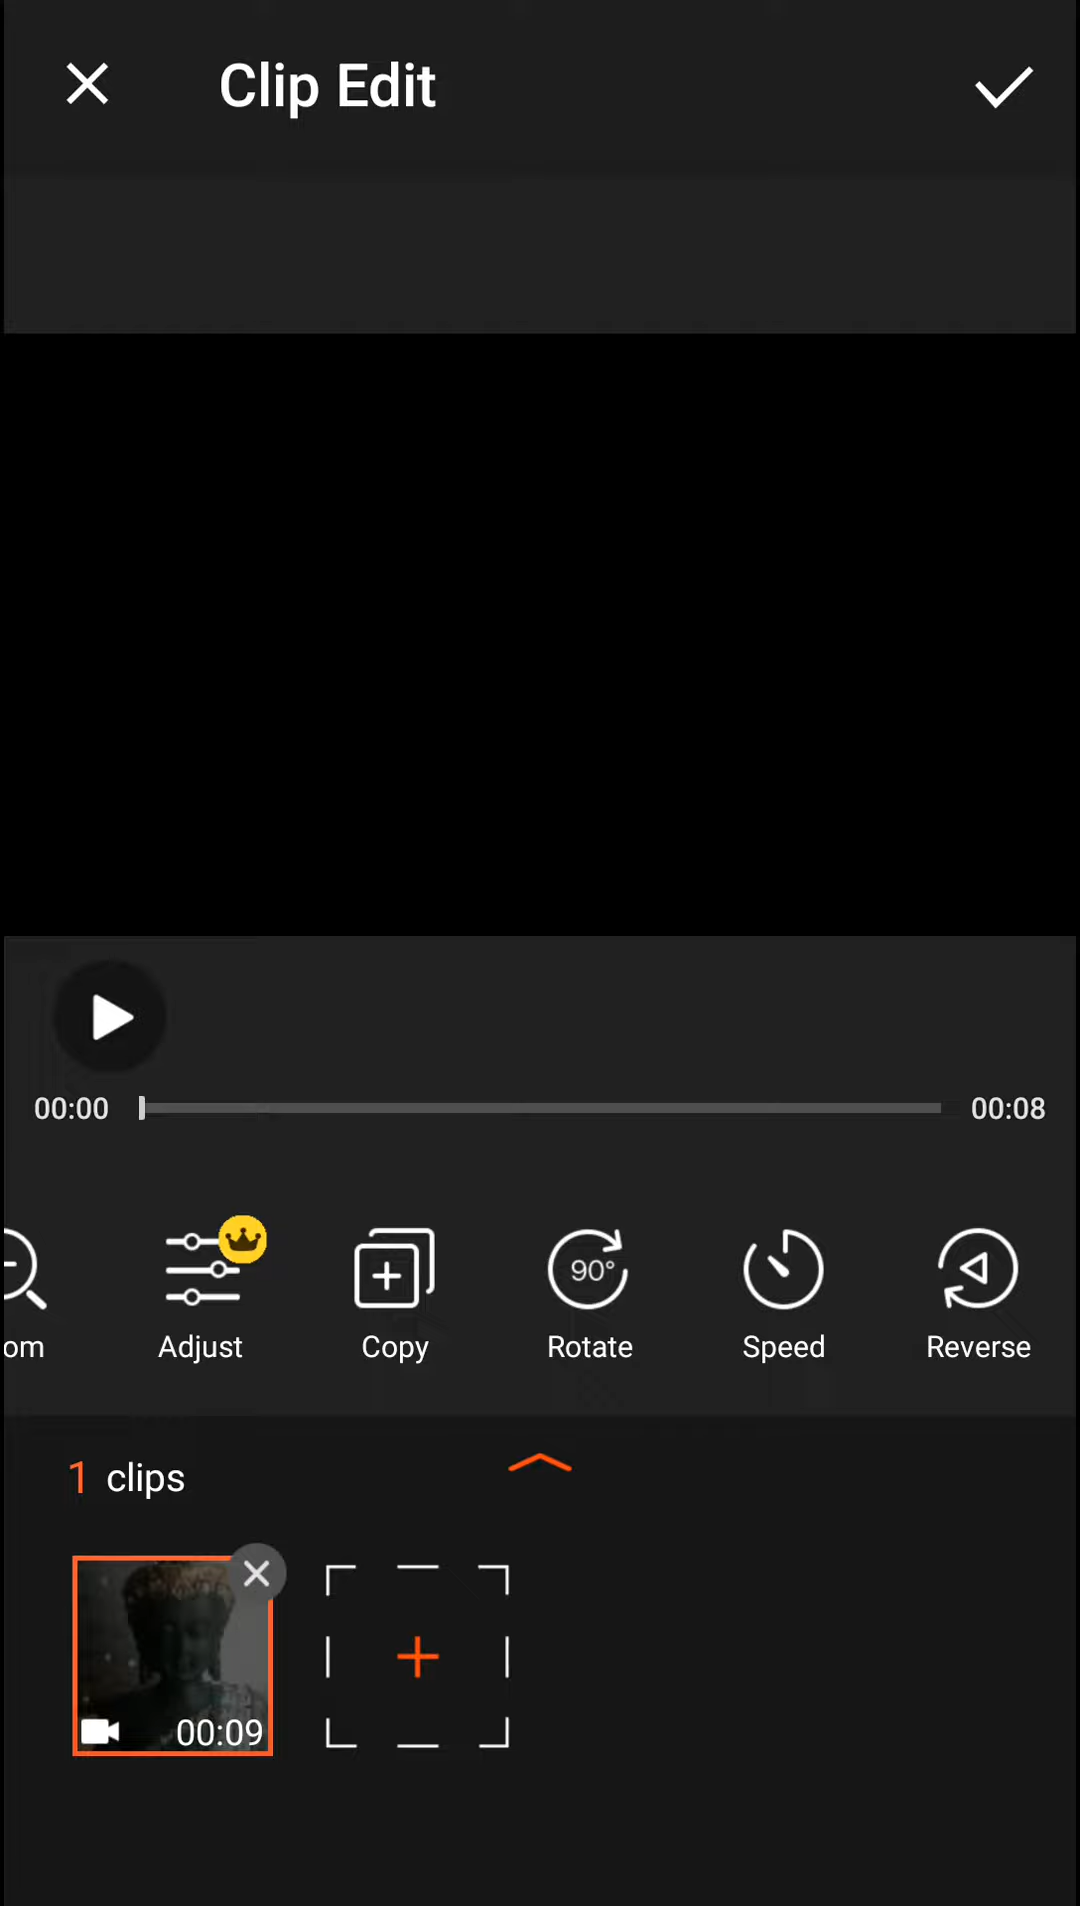 Clip Edit
00:00
00:08
om
Adjust
Copy
90°
Rotate
Speed
Reverse
1 clips
00:09